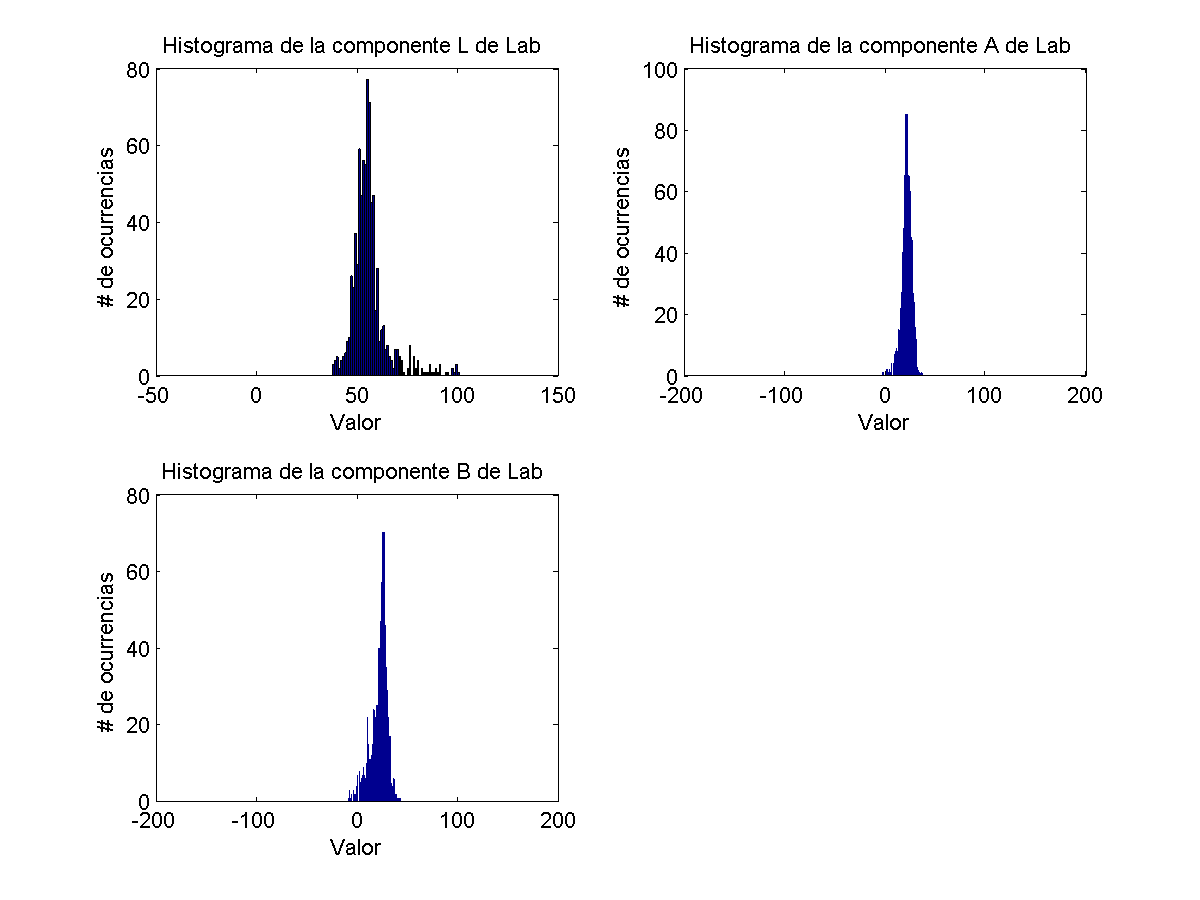 Histograma de la componente L de Lab
80
60
40
20
0
-50 0 50 100 150
# de ocurrencias
Valor
Histograma de la componente A de Lab
100
80
60
40
20
0
-200 -100 0 100 200
# de ocurrencias
Valor
Histograma de la componente B de Lab
80
60
40
20
0
-200 -100 0 100 200
# de ocurrencias
Valor